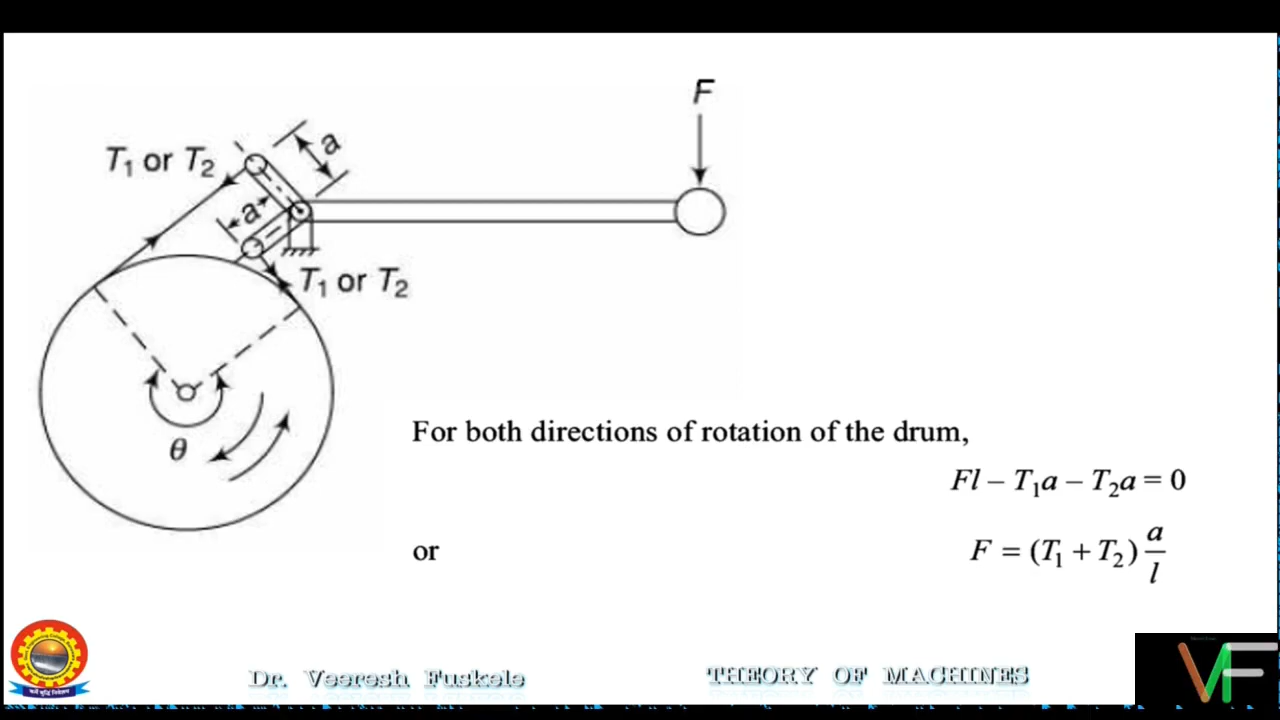 F
a
T₁ or T₂
a
T₁ or T₂
θ
For both directions of rotation of the drum,
Fl – T₁a – T₂a = 0
or
F = (T₁ + T₂) a/l
Dr. Veeresh Fuskele
THEORY OF MACHINES
VF